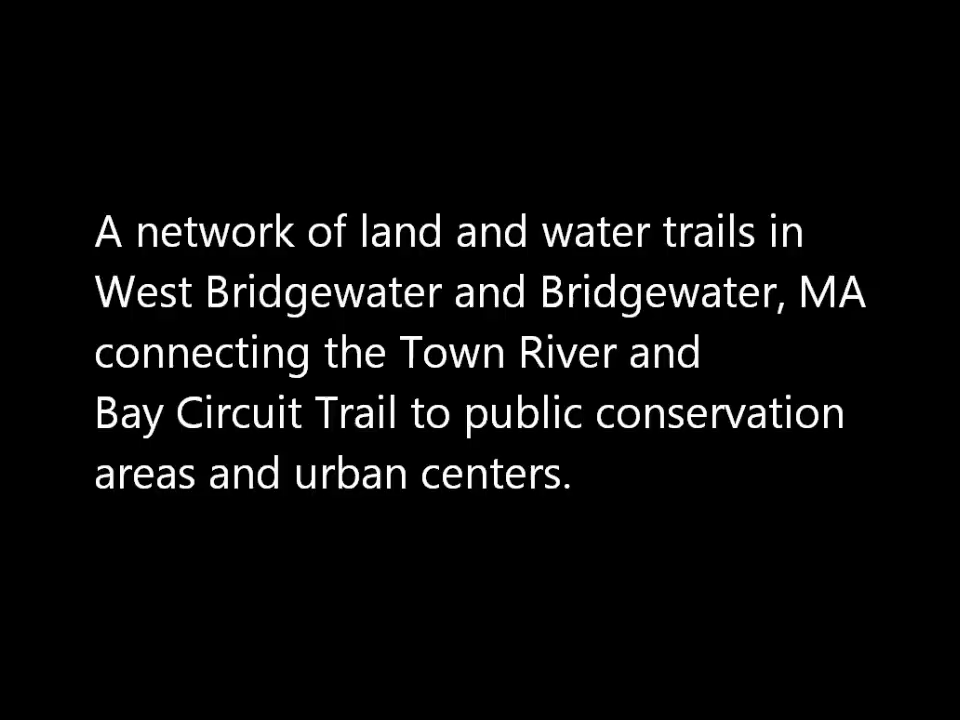 A network of land and water trails in
West Bridgewater and Bridgewater, MA
connecting the Town River and
Bay Circuit Trail to public conservation
areas and urban centers.